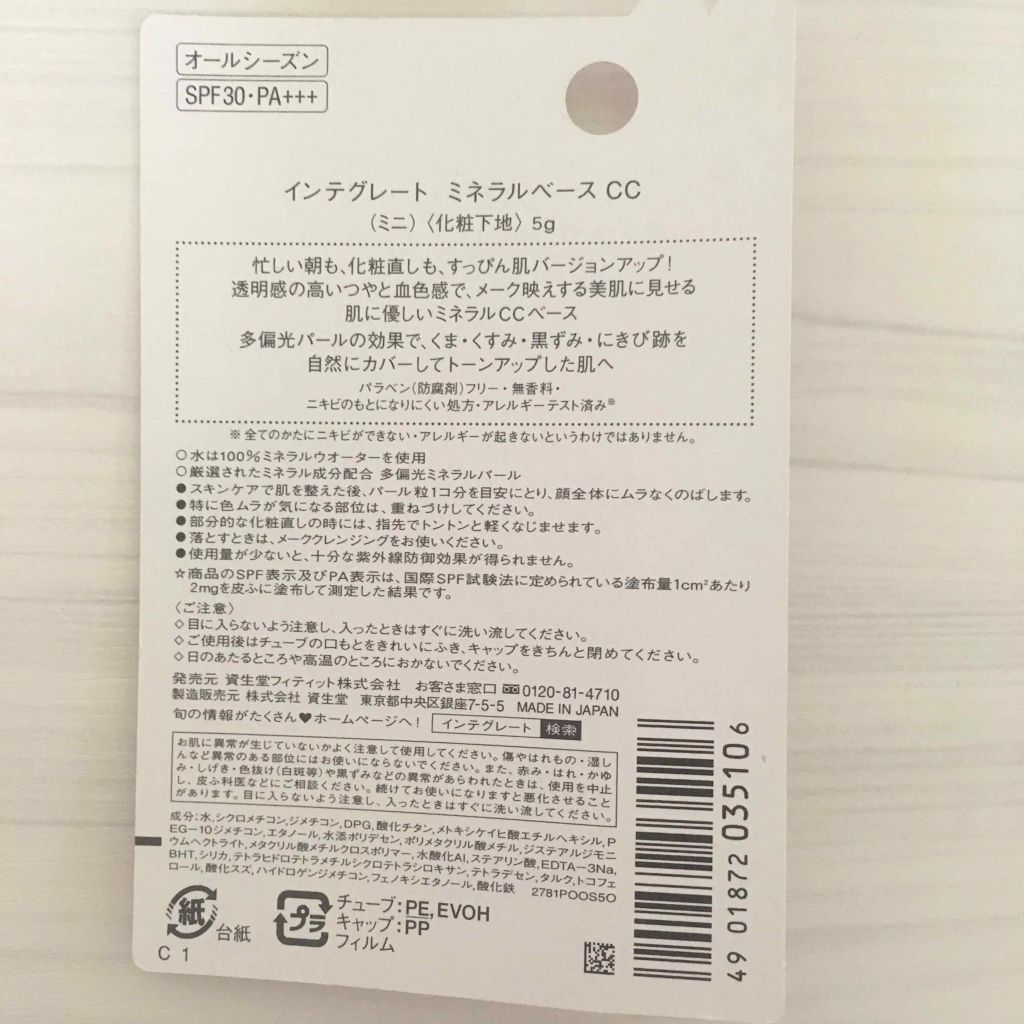 オールシーズン
SPF30・PA+++
インテグレート ミネラルベース CC
（ミニ）〈化粧下地〉 5g
忙しい朝も、化粧直しも、すっぴん肌バージョンアップ！
透明感の高いつやと血色感で、メーク映えする美肌に見せる
肌に優しいミネラルCCベース
多偏光パールの効果で、くま・くすみ・黒ずみ・にきび跡を
自然にカバーしてトーンアップした肌へ
パラベン（防腐剤）フリー・無香料・
ニキビのもとになりにくい処方・アレルギーテスト済み※
※ 全てのかたにニキビができない・アレルギーが起きないというわけではありません。
○水は100％ミネラルウオーターを使用
○厳選されたミネラル成分配合 多偏光ミネラルパール
●スキンケアで肌を整えた後、パール粒1コ分を目安にとり、顔全体にムラなくのばします。
●特に色ムラが気になる部位は、重ねづけしてください。
●部分的な化粧直しの時には、指先でトントンと軽くなじませます。
●落とすときは、メーククレンジングをお使いください。
●使用量が少ないと、十分な紫外線防御効果が得られません。
☆商品のSPF表示及びPA表示は、国際SPF試験法に定められている塗布量1cm²あたり
2mgを皮ふに塗布して測定した結果です。
〈ご注意〉
◇目に入らないよう注意し、入ったときはすぐに洗い流してください。
◇ご使用後はチューブの口もとをきれいにふき、キャップをきちんと閉めてください。
◇日のあたるところや高温のところにおかないでください。
発売元 資生堂フィティット株式会社 お客さま窓口 0120-81-4710
製造販売元 株式会社 資生堂 東京都中央区銀座7-5-5 MADE IN JAPAN
旬の情報がたくさん♥ホームページへ！ インテグレート 検索
お肌に異常が生じていないかよく注意して使用してください。傷やはれもの・湿し
んなど異常のある部位にはお使いにならないでください。また、赤み・はれ・かゆ
み・しげき・色抜け（白斑等）や黒ずみなどの異常があらわれたときは、使用を中止
し、皮ふ科医などにご相談ください。続けてお使いになりますと悪化させること
があります。目に入らないよう注意し、入ったときはすぐに洗い流してください。
成分：水,シクロメチコン,ジメチコン,DPG,酸化チタン,メトキシケイヒ酸エチルヘキシル,P
EG-10ジメチコン,エタノール,水添ポリデセン,ポリメタクリル酸メチル,ジステアルジモニ
ウムヘクトライト,メタクリル酸メチルクロスポリマー,水酸化Al,ステアリン酸,EDTA-3Na,
BHT,シリカ,テトラヒドロテトラメチルシクロテトラシロキサン,テトラデセン,タルク,トコフェ
ロール,酸化スズ,ハイドロゲンジメチコン,フェノキシエタノール,酸化鉄 2781POOS5O
紙 台紙
プラ
チューブ：PE,EVOH
キャップ：PP
フィルム
C 1
49 01872 035106